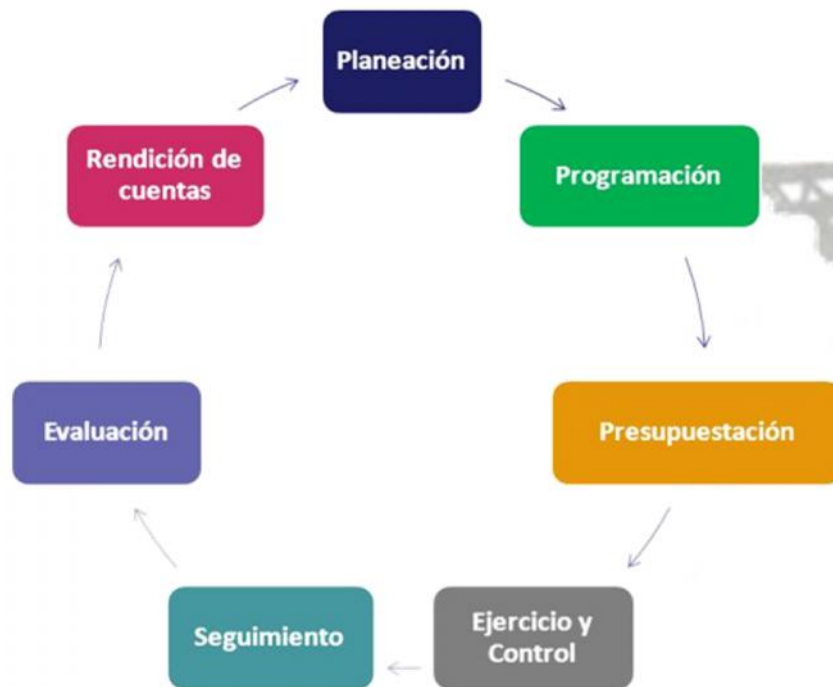 Planeación
Programación
Presupuestación
Ejercicio y
Control
Seguimiento
Evaluación
Rendición de
cuentas